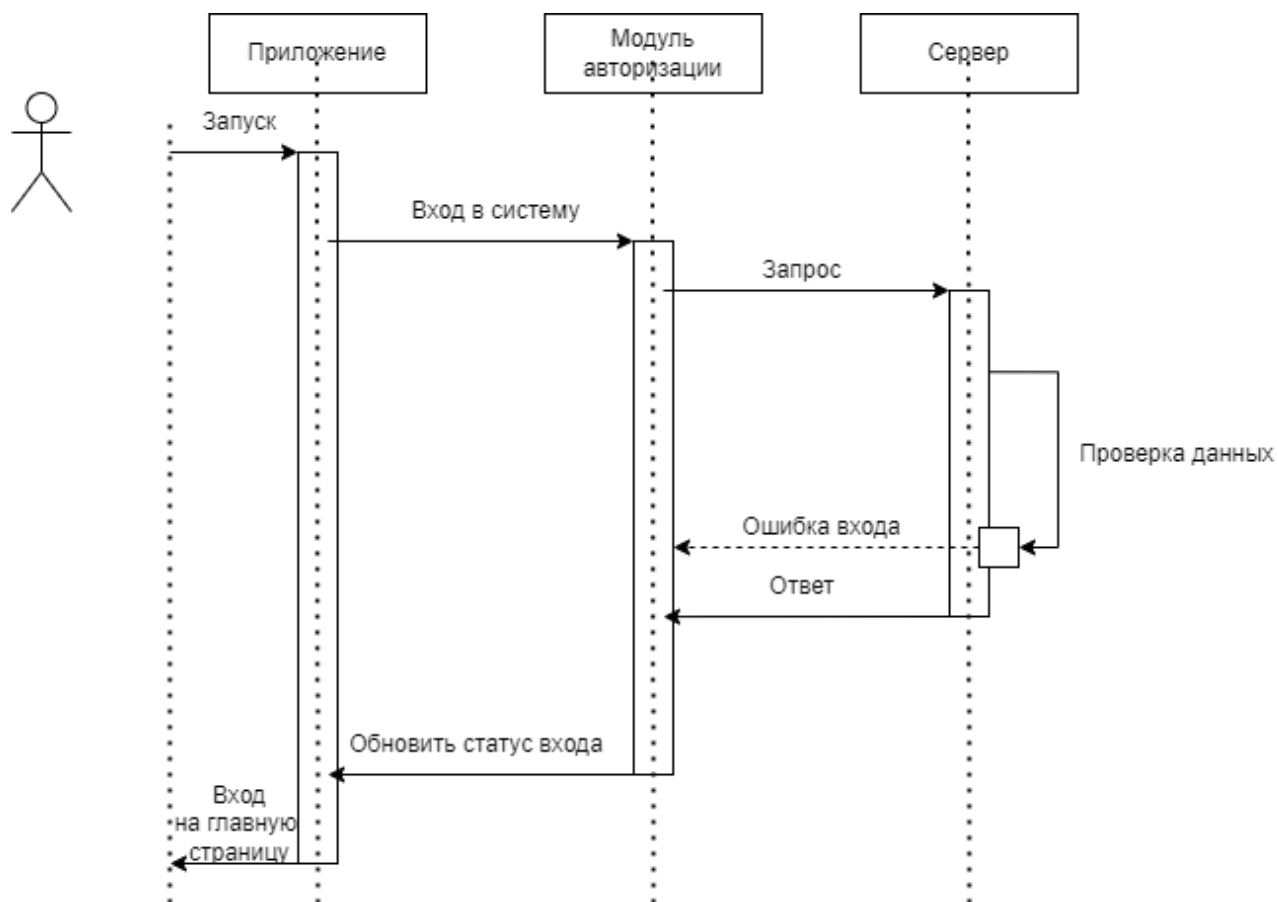 Приложение
Модуль
авторизации
Сервер
Запуск
Вход в систему
Запрос
Проверка данных
Ошибка входа
Ответ
Обновить статус входа
Вход
на главную
страницу